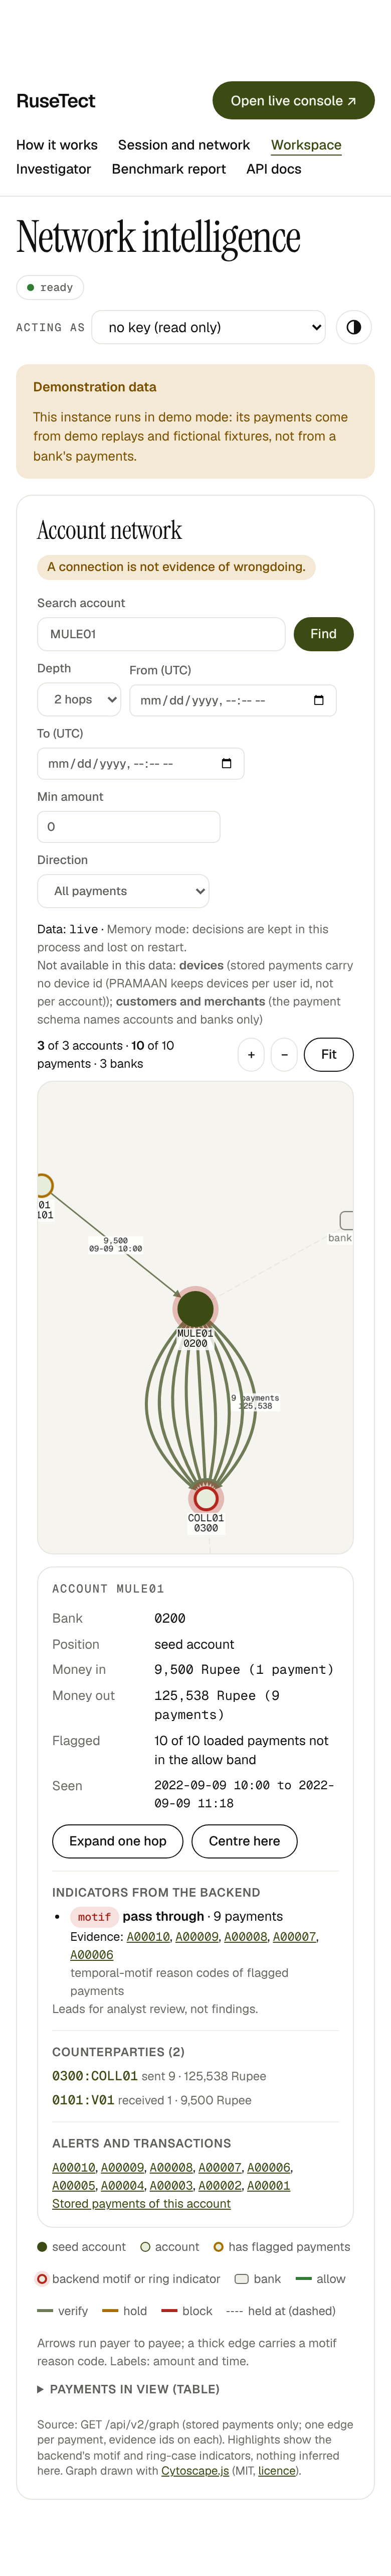 RuseTect
Open live console ↗
How it works Session and network Workspace
Investigator Benchmark report API docs
Network intelligence
ready
ACTING AS no key (read only)
Demonstration data
This instance runs in demo mode: its payments come
from demo replays and fictional fixtures, not from a
bank's payments.
Account network
A connection is not evidence of wrongdoing.
Search account
MULE01 Find
Depth From (UTC)
2 hops mm/dd/yyyy, --:-- --
To (UTC)
mm/dd/yyyy, --:-- --
Min amount
0
Direction
All payments
Data: live · Memory mode: decisions are kept in this
process and lost on restart.
Not available in this data: devices (stored payments carry
no device id (PRAMAAN keeps devices per user id, not
per account)); customers and merchants (the payment
schema names accounts and banks only)
3 of 3 accounts · 10 of 10
payments · 3 banks
+ − Fit
01
101
9,500
09-09 10:00
bank
MULE01
0200
9 payments
125,538
COLL01
0300
ACCOUNT MULE01
Bank 0200
Position seed account
Money in 9,500 Rupee (1 payment)
Money out 125,538 Rupee (9
payments)
Flagged 10 of 10 loaded payments not
in the allow band
Seen 2022-09-09 10:00 to 2022-
09-09 11:18
Expand one hop Centre here
INDICATORS FROM THE BACKEND
• motif pass through · 9 payments
Evidence: A00010, A00009, A00008, A00007,
A00006
temporal-motif reason codes of flagged
payments
Leads for analyst review, not findings.
COUNTERPARTIES (2)
0300:COLL01 sent 9 · 125,538 Rupee
0101:V01 received 1 · 9,500 Rupee
ALERTS AND TRANSACTIONS
A00010, A00009, A00008, A00007, A00006,
A00005, A00004, A00003, A00002, A00001
Stored payments of this account
seed account account has flagged payments
backend motif or ring indicator bank allow
verify hold block held at (dashed)
Arrows run payer to payee; a thick edge carries a motif
reason code. Labels: amount and time.
PAYMENTS IN VIEW (TABLE)
Source: GET /api/v2/graph (stored payments only; one edge
per payment, evidence ids on each). Highlights show the
backend's motif and ring-case indicators, nothing inferred
here. Graph drawn with Cytoscape.js (MIT, licence).